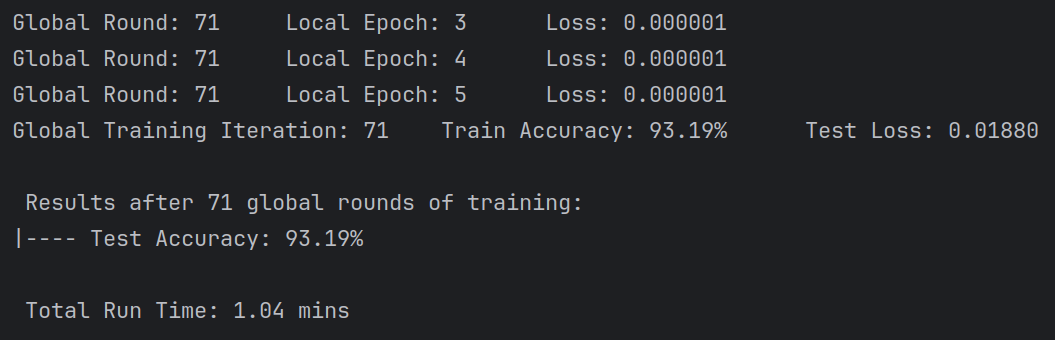 Global Round: 71 Local Epoch: 3 Loss: 0.000001
Global Round: 71 Local Epoch: 4 Loss: 0.000001
Global Round: 71 Local Epoch: 5 Loss: 0.000001
Global Training Iteration: 71 Train Accuracy: 93.19% Test Loss: 0.01880
Results after 71 global rounds of training:
|---- Test Accuracy: 93.19%
Total Run Time: 1.04 mins